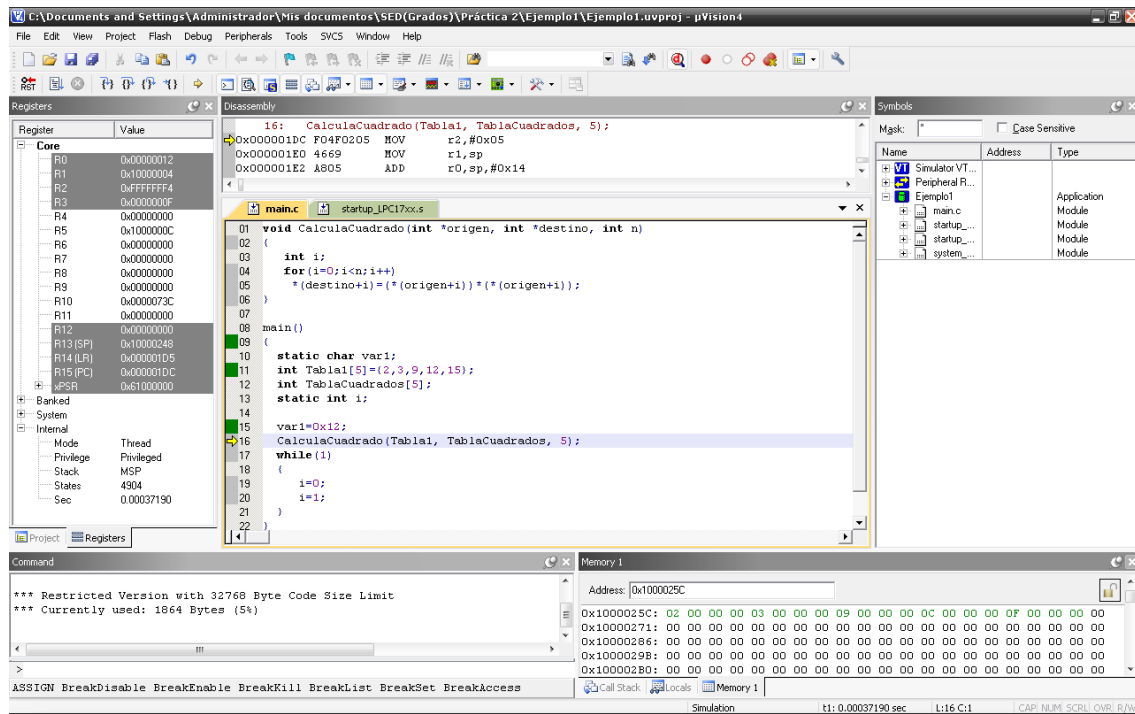 C:\Documents and Settings\Administrador\Mis documentos\SED(Grados)\Práctica 2\Ejemplo1\Ejemplo1.uvproj - µVision4
File Edit View Project Flash Debug Peripherals Tools SVCS Window Help
RST
Registers
Register Value
Core
R0 0x00000012
R1 0x10000004
R2 0xFFFFFFF4
R3 0x0000000F
R4 0x00000000
R5 0x1000000C
R6 0x00000000
R7 0x00000000
R8 0x00000000
R9 0x00000000
R10 0x0000073C
R11 0x00000000
R12 0x00000000
R13 (SP) 0x10000248
R14 (LR) 0x000001D5
R15 (PC) 0x000001DC
xPSR 0x61000000
Banked
System
Internal
Mode Thread
Privilege Privileged
Stack MSP
States 4904
Sec 0.00037190
Project Registers
Disassembly
16: CalculaCuadrado(Tabla1, TablaCuadrados, 5);
0x000001DC F04F0205 MOV r2,#0x05
0x000001E0 4669 MOV r1,sp
0x000001E2 A805 ADD r0,sp,#0x14
main.c startup_LPC17xx.s
01 void CalculaCuadrado(int *origen, int *destino, int n)
02 {
03 int i;
04 for(i=0;i<n;i++)
05 *(destino+i)=(*(origen+i))*(*(origen+i));
06 }
07
08 main()
09 {
10 static char var1;
11 int Tabla1[5]={2,3,9,12,15};
12 int TablaCuadrados[5];
13 static int i;
14
15 var1=0x12;
16 CalculaCuadrado(Tabla1, TablaCuadrados, 5);
17 while(1)
18 {
19 i=0;
20 i=1;
21 }
22 }
Symbols
Mask: * Case Sensitive
Name Address Type
VT Simulator VT...
Peripheral R...
Ejemplo1 Application
main.c Module
startup_... Module
startup_... Module
system_... Module
Command
*** Restricted Version with 32768 Byte Code Size Limit
*** Currently used: 1864 Bytes (5%)
>
ASSIGN BreakDisable BreakEnable BreakKill BreakList BreakSet BreakAccess
Memory 1
Address: 0x1000025C
0x1000025C: 02 00 00 00 03 00 00 00 09 00 00 00 0C 00 00 00 0F 00 00 00 00
0x10000271: 00 00 00 00 00 00 00 00 00 00 00 00 00 00 00 00 00 00 00 00 00
0x10000286: 00 00 00 00 00 00 00 00 00 00 00 00 00 00 00 00 00 00 00 00 00
0x1000029B: 00 00 00 00 00 00 00 00 00 00 00 00 00 00 00 00 00 00 00 00 00
0x100002B0: 00 00 00 00 00 00 00 00 00 00 00 00 00 00 00 00 00 00 00 00 00
Call Stack Locals Memory 1
Simulation t1: 0.00037190 sec L:16 C:1 CAP NUM SCRL OVR R/W